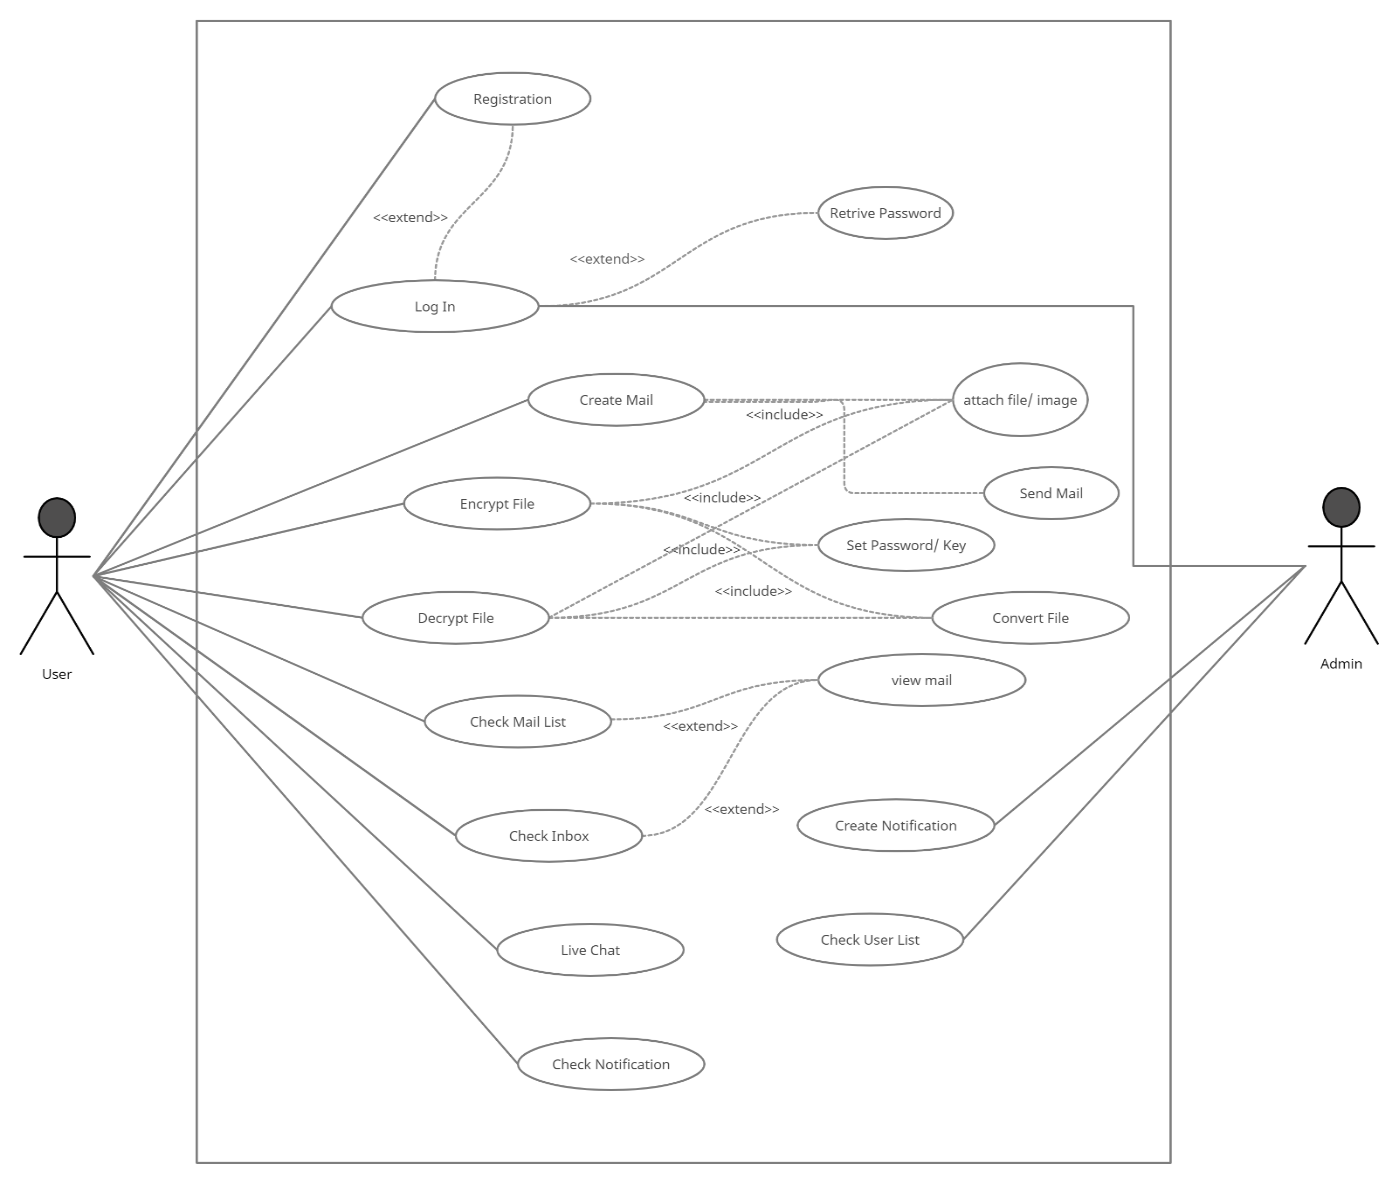 Registration
Retrive Password
<<extend>>
<<extend>>
Log In
Create Mail
attach file/ image
<<include>>
Encrypt File
<<include>>
Send Mail
Set Password/ Key
<<include>>
<<include>>
Decrypt File
Convert File
User
Admin
view mail
Check Mail List
<<extend>>
<<extend>>
Check Inbox
Create Notification
Live Chat
Check User List
Check Notification